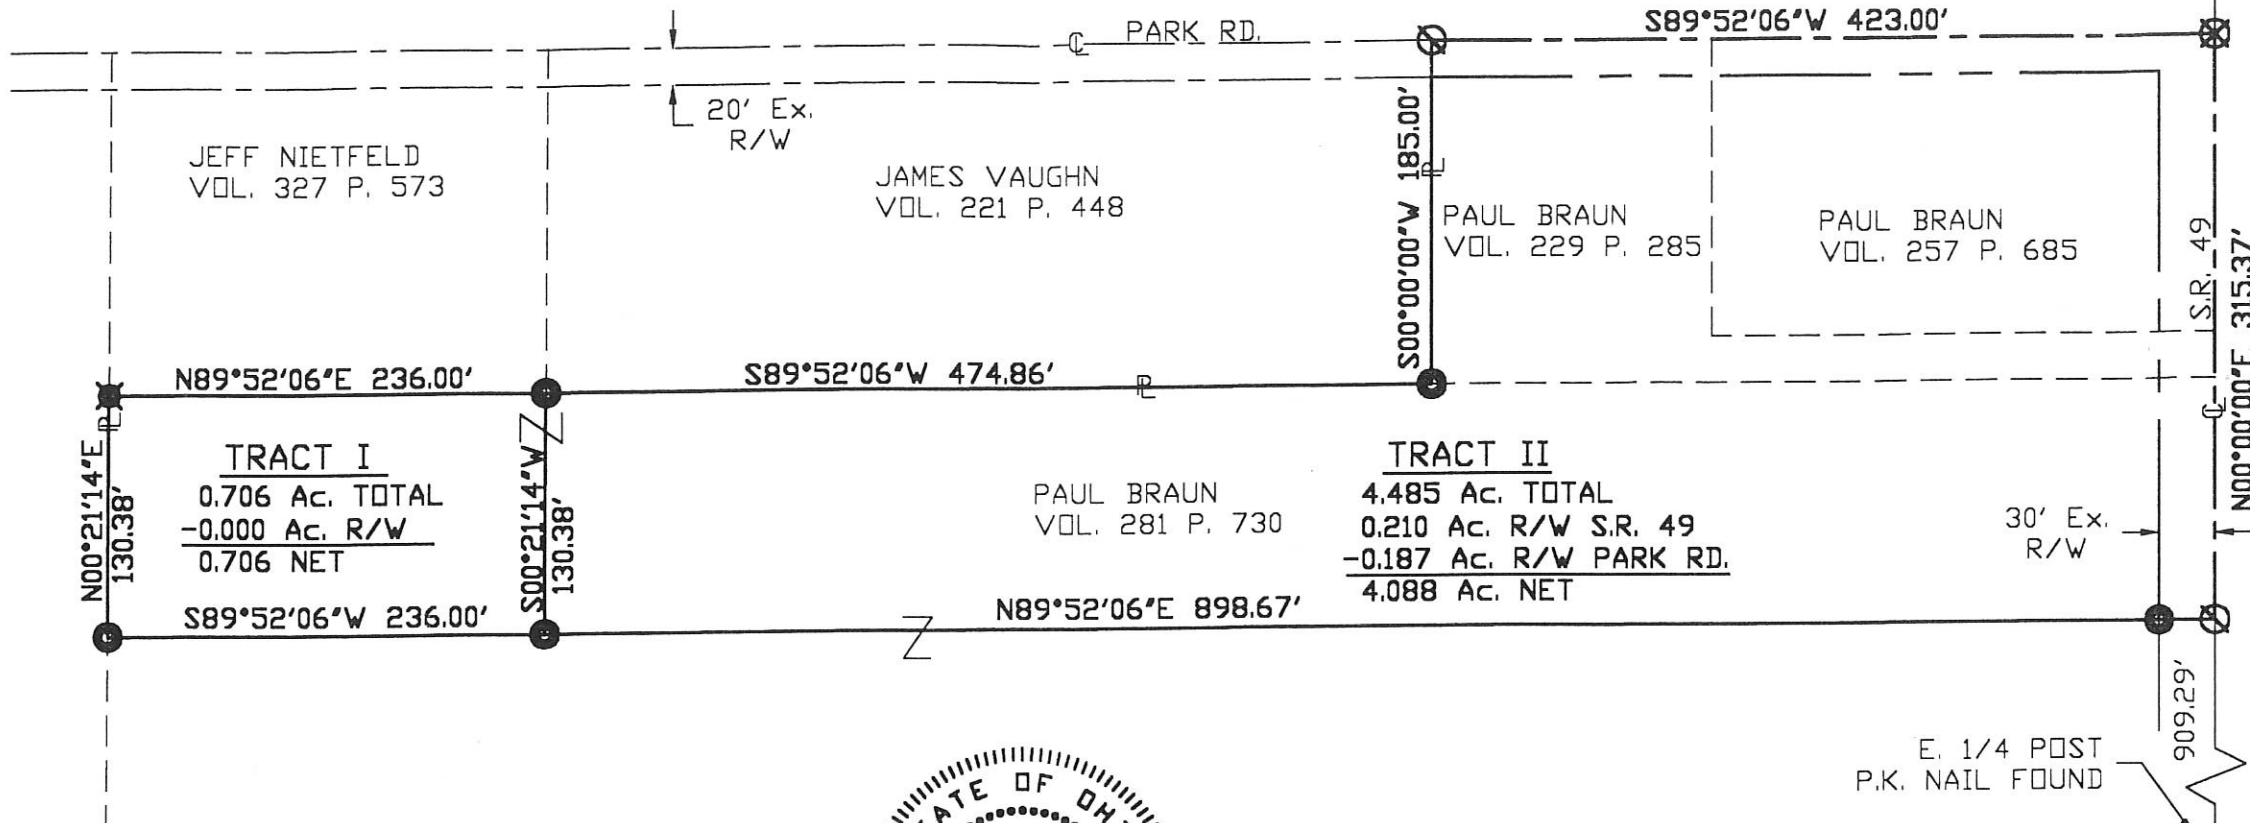 S89°52'06"W 423.00'
℄ PARK RD.
20' Ex.
R/W
JEFF NIETFELD
VOL. 327 P. 573
JAMES VAUGHN
VOL. 221 P. 448
S00°00'00"W 185.00'
PL
PAUL BRAUN
VOL. 229 P. 285
PAUL BRAUN
VOL. 257 P. 685
S.R. 49
N00°00'00"E 315.37'
℄
N89°52'06"E 236.00'
S89°52'06"W 474.86'
PL
PL
N00°21'14"E
130.38'
TRACT I
0.706 Ac. TOTAL
-0.000 Ac. R/W
0.706 NET
S00°21'14"W
130.38'
PAUL BRAUN
VOL. 281 P. 730
TRACT II
4.485 Ac. TOTAL
0.210 Ac. R/W S.R. 49
-0.187 Ac. R/W PARK RD.
4.088 Ac. NET
30' Ex.
R/W
S89°52'06"W 236.00'
N89°52'06"E 898.67'
909.29'
E. 1/4 POST
P.K. NAIL FOUND
ATE OF OH